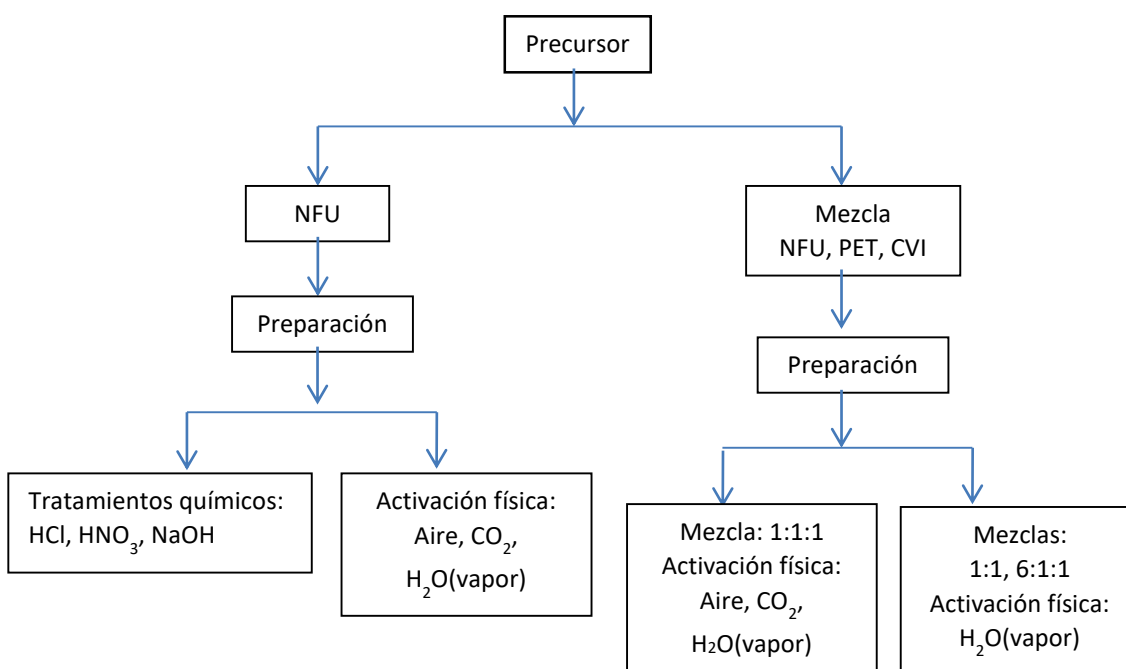 Precursor
NFU
Mezcla
NFU, PET, CVI
Preparación
Preparación
Tratamientos químicos:
HCl, HNO₃, NaOH
Activación física:
Aire, CO₂,
H₂O(vapor)
Mezcla: 1:1:1
Activación física:
Aire, CO₂,
H₂O(vapor)
Mezclas:
1:1, 6:1:1
Activación física:
H₂O(vapor)